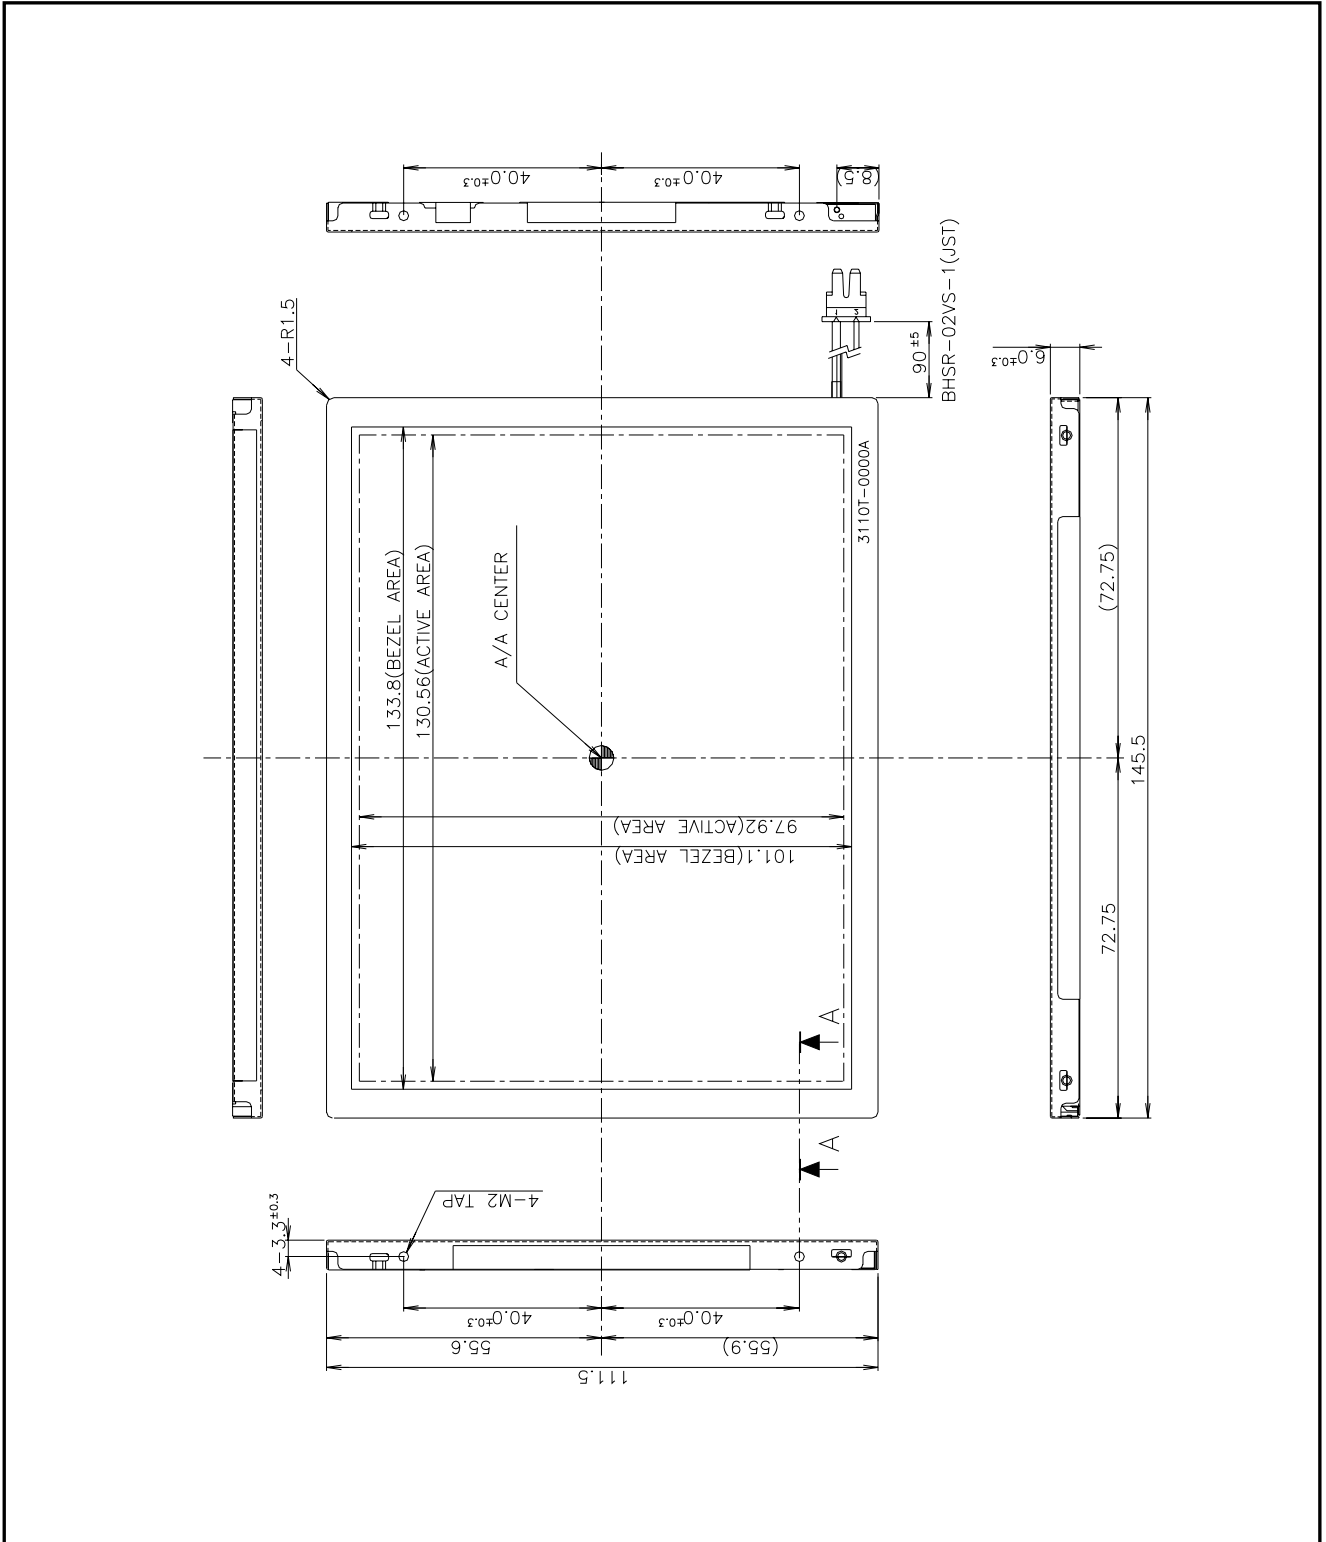 40.0±0.3
40.0±0.3
(8.5)
BHSR-02VS-1(JST)
1
2
90±5
4-R1.5
6.0±0.3
3110T-0000A
133.8(BEZEL AREA)
130.56(ACTIVE AREA)
A/A CENTER
(72.75)
145.5
97.92(ACTIVE AREA)
101.1(BEZEL AREA)
72.75
A
A
4-M2 TAP
4-3.3±0.3
40.0±0.3
40.0±0.3
55.6
(55.9)
111.5